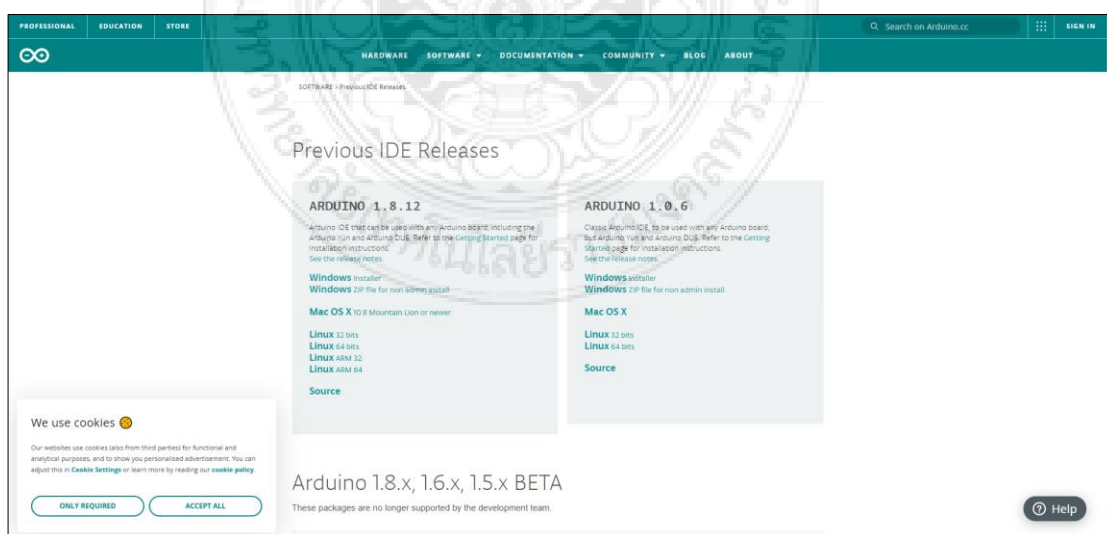 PROFESSIONAL EDUCATION STORE
Search on Arduino.cc
SIGN IN
HARDWARE SOFTWARE DOCUMENTATION COMMUNITY BLOG ABOUT
SOFTWARE > Previous IDE Releases
Previous IDE Releases
ARDUINO 1.8.12
Arduino IDE that can be used with any Arduino board, including the
Arduino Yún and Arduino DUE. Refer to the Getting Started page for
Installation instructions.
See the release notes.
Windows Installer
Windows ZIP file for non admin install
Mac OS X 10.8 Mountain Lion or newer
Linux 32 bits
Linux 64 bits
Linux ARM 32
Linux ARM 64
Source
ARDUINO 1.0.6
Classic Arduino IDE, to be used with any Arduino board,
but Arduino Yún and Arduino DUE. Refer to the Getting
Started page for Installation instructions.
See the release notes.
Windows Installer
Windows ZIP file for non admin install
Mac OS X
Linux 32 bits
Linux 64 bits
Source
We use cookies
Our websites use cookies (also from third parties) for functional and
analytical purposes, and to show you personalised advertisement. You can
adjust this in Cookie Settings or learn more by reading our cookie policy.
ONLY REQUIRED ACCEPT ALL
Arduino 1.8.x, 1.6.x, 1.5.x BETA
These packages are no longer supported by the development team.
Help